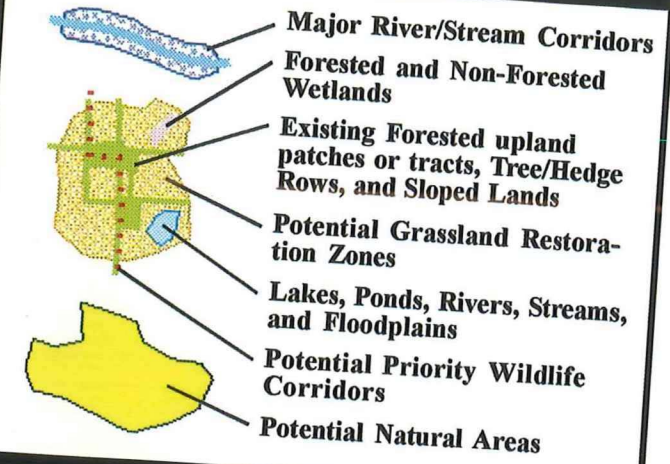 Major River/Stream Corridors
Forested and Non-Forested
Wetlands
Existing Forested upland
patches or tracts, Tree/Hedge
Rows, and Sloped Lands
Potential Grassland Restora-
tion Zones
Lakes, Ponds, Rivers, Streams,
and Floodplains
Potential Priority Wildlife
Corridors
Potential Natural Areas